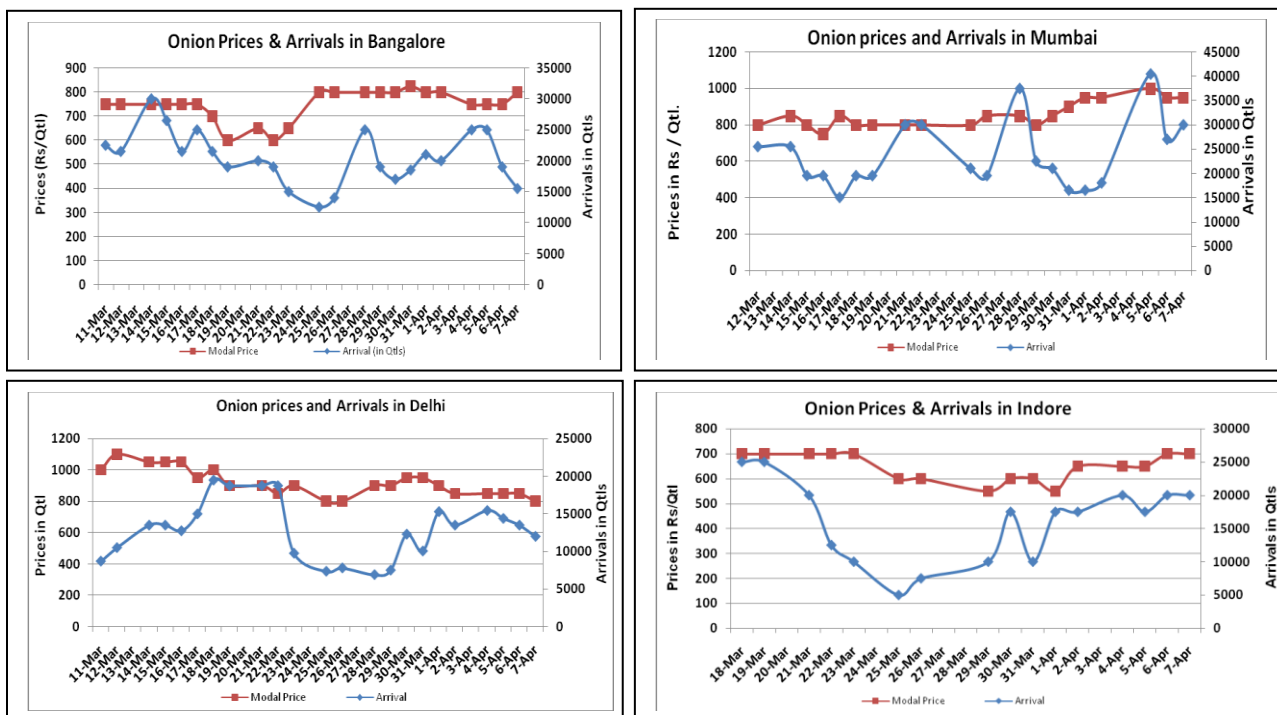 Onion Prices & Arrivals in Bangalore
Prices (Rs/Qtl)
900
800
700
600
500
400
300
200
100
0
35000
30000
25000
20000
15000
10000
5000
0
Arrivals in Qtls
11-Mar
12-Mar
13-Mar
14-Mar
15-Mar
16-Mar
17-Mar
18-Mar
19-Mar
20-Mar
21-Mar
22-Mar
23-Mar
24-Mar
25-Mar
26-Mar
27-Mar
28-Mar
29-Mar
30-Mar
31-Mar
1-Apr
2-Apr
3-Apr
4-Apr
5-Apr
6-Apr
7-Apr
Modal Price
Arrival (in Qtls)
Onion prices and Arrivals in Mumbai
Prices in Rs / Qtl.
1200
1000
800
600
400
200
0
45000
40000
35000
30000
25000
20000
15000
10000
5000
0
Arrivals in Qtls
12-Mar
13-Mar
14-Mar
15-Mar
16-Mar
17-Mar
18-Mar
19-Mar
20-Mar
21-Mar
22-Mar
23-Mar
24-Mar
25-Mar
26-Mar
27-Mar
28-Mar
29-Mar
30-Mar
31-Mar
1-Apr
2-Apr
3-Apr
4-Apr
5-Apr
6-Apr
7-Apr
Modal Price
Arrival
Onion prices and Arrivals in Delhi
Prices in Qtl
1200
1000
800
600
400
200
0
25000
20000
15000
10000
5000
0
Arrivals in Qtls
11-Mar
12-Mar
13-Mar
14-Mar
15-Mar
16-Mar
17-Mar
18-Mar
19-Mar
20-Mar
21-Mar
22-Mar
23-Mar
24-Mar
25-Mar
26-Mar
27-Mar
28-Mar
29-Mar
30-Mar
31-Mar
1-Apr
2-Apr
3-Apr
4-Apr
5-Apr
6-Apr
7-Apr
Modal Price
Arrival
Onion Prices & Arrivals in Indore
Prices in Rs/Qtl
800
700
600
500
400
300
200
100
0
30000
25000
20000
15000
10000
5000
0
Arrivals in Qtls
18-Mar
19-Mar
20-Mar
21-Mar
22-Mar
23-Mar
24-Mar
25-Mar
26-Mar
27-Mar
28-Mar
29-Mar
30-Mar
31-Mar
1-Apr
2-Apr
3-Apr
4-Apr
5-Apr
6-Apr
7-Apr
Modal Price
Arrival